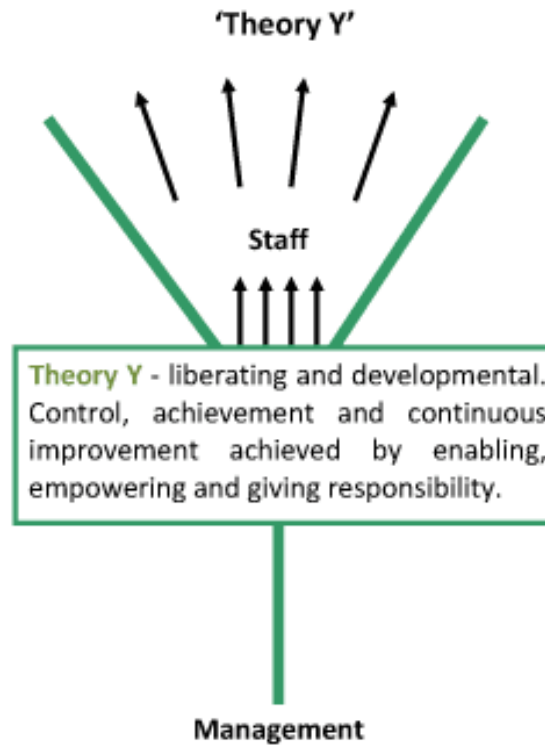 ‘Theory Y’
Staff
Theory Y - liberating and developmental.
Control, achievement and continuous
improvement achieved by enabling,
empowering and giving responsibility.
Management